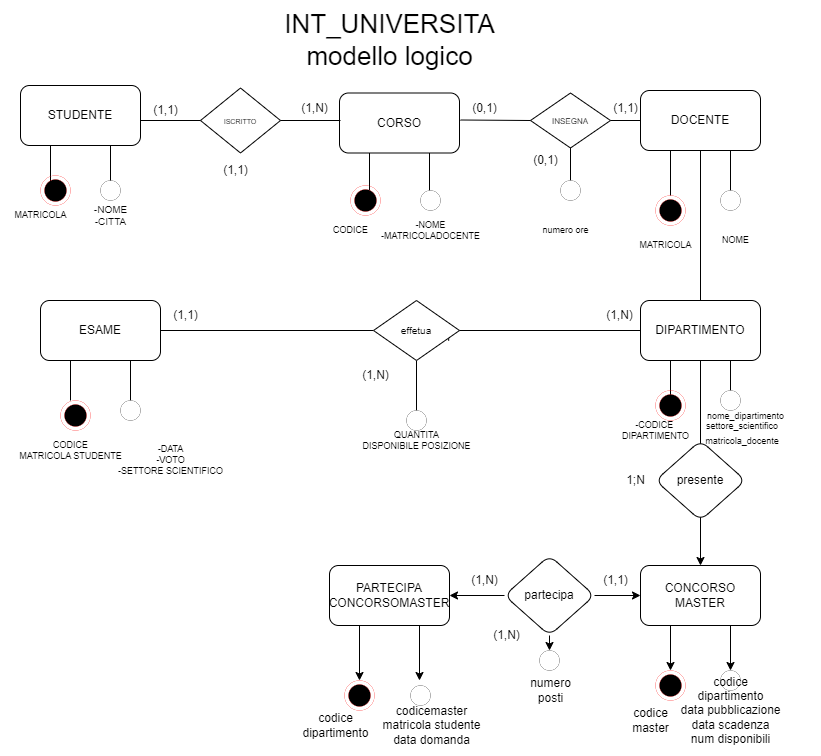 INT_UNIVERSITA
modello logico
STUDENTE
(1,1)
ISCRITTO
(1,1)
(1,N)
CORSO
(0,1)
INSEGNA
(0,1)
(1,1)
DOCENTE
MATRICOLA
-NOME
-CITTA
CODICE
-NOME
-MATRICOLADOCENTE
numero ore
MATRICOLA
NOME
ESAME
(1,1)
effetua
(1,N)
(1,N)
DIPARTIMENTO
CODICE
MATRICOLA STUDENTE
-DATA
-VOTO
-SETTORE SCIENTIFICO
QUANTITA
DISPONIBILE POSIZIONE
-CODICE
DIPARTIMENTO
nome_dipartimento
settore_scientifico
matricola_docente
1;N
presente
PARTECIPA
CONCORSOMASTER
(1,N)
partecipa
(1,N)
(1,1)
CONCORSO
MASTER
codice
dipartimento
codicemaster
matricola studente
data domanda
numero
posti
codice
master
codice
dipartimento
data pubblicazione
data scadenza
num disponibili